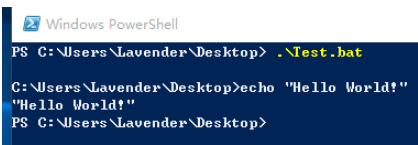 Windows PowerShell
PS C:\Users\Lavender\Desktop> .\Test.bat
C:\Users\Lavender\Desktop>echo "Hello World!"
"Hello World!"
PS C:\Users\Lavender\Desktop>